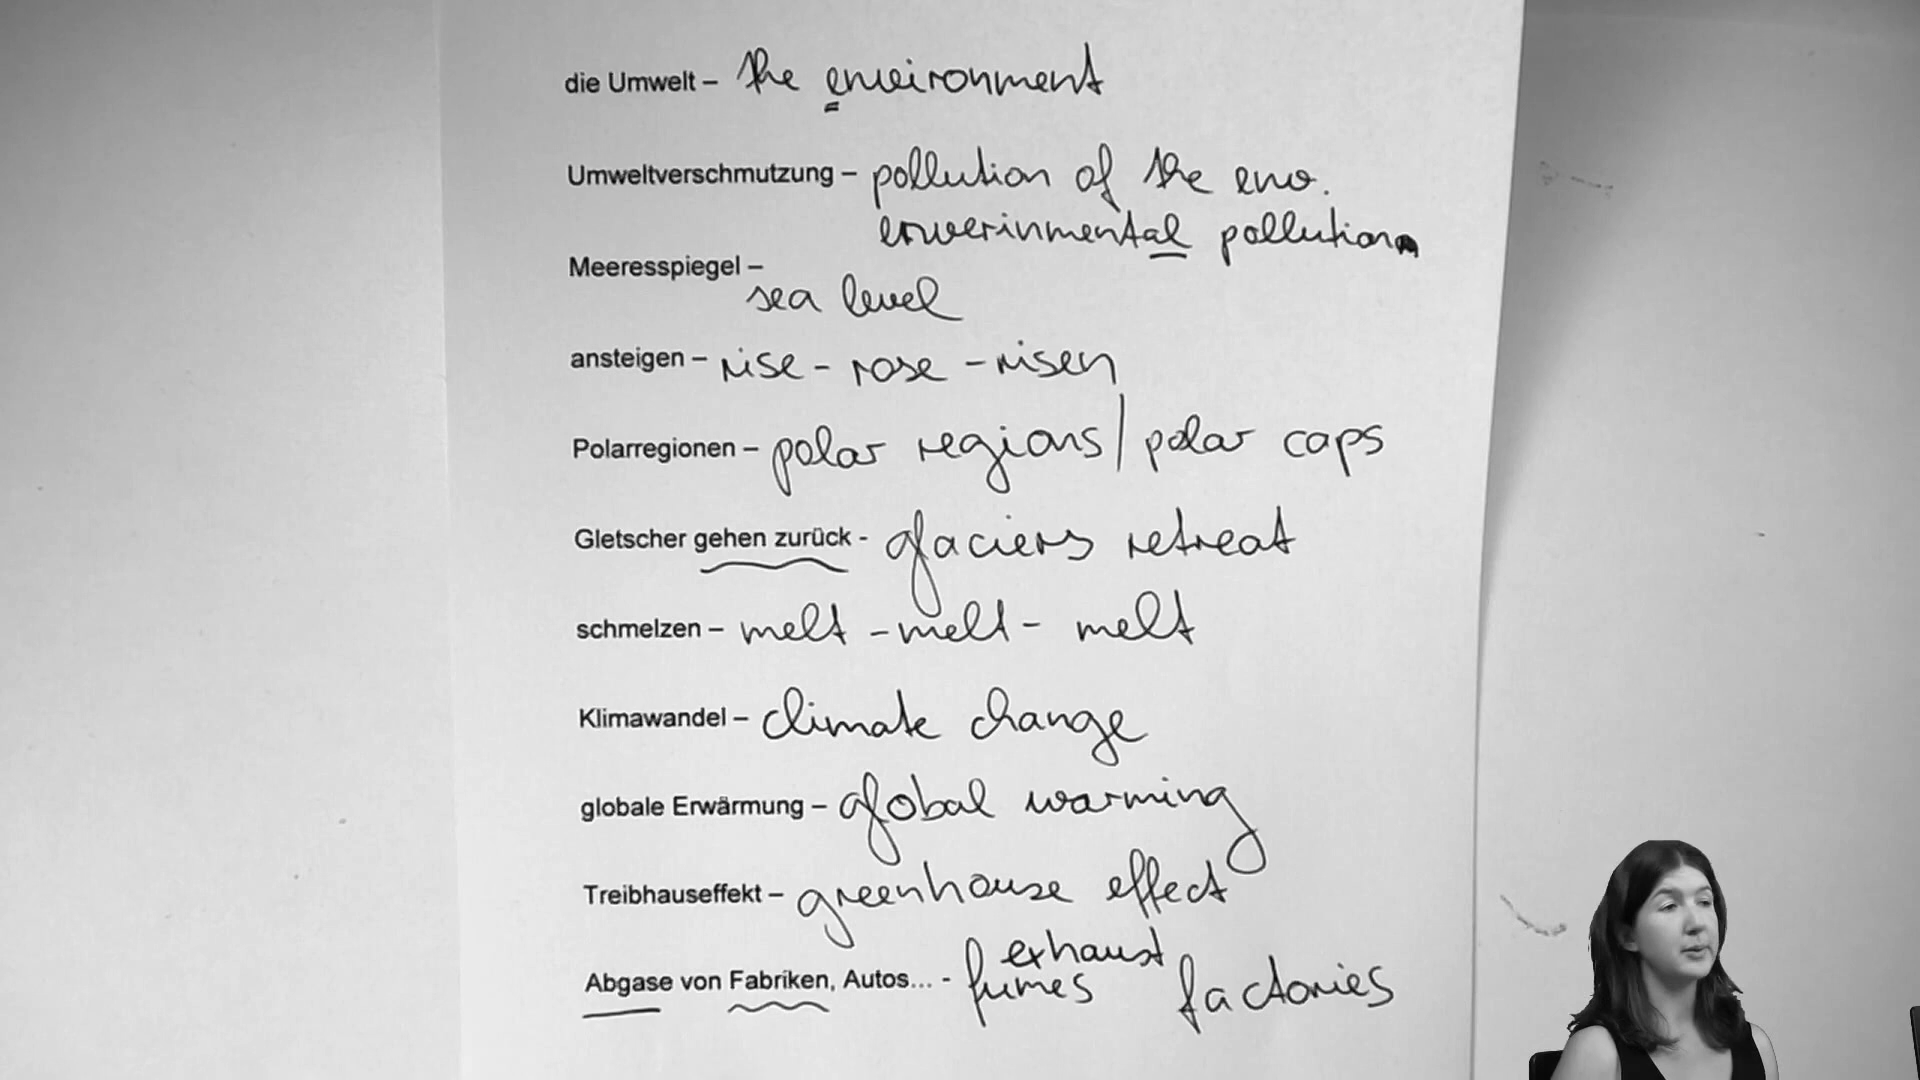 die Umwelt – the environment
Umweltverschmutzung – pollution of the env.
enverinmental pollution
Meeresspiegel –
sea level
ansteigen – rise - rose - risen
Polarregionen – polar regions / polar caps
Gletscher gehen zurück - glaciers retreat
schmelzen – melt - melt - melt
Klimawandel – climate change
globale Erwärmung – global warming
Treibhauseffekt – greenhouse effect
exhaust
Abgase von Fabriken, Autos... - fumes factories